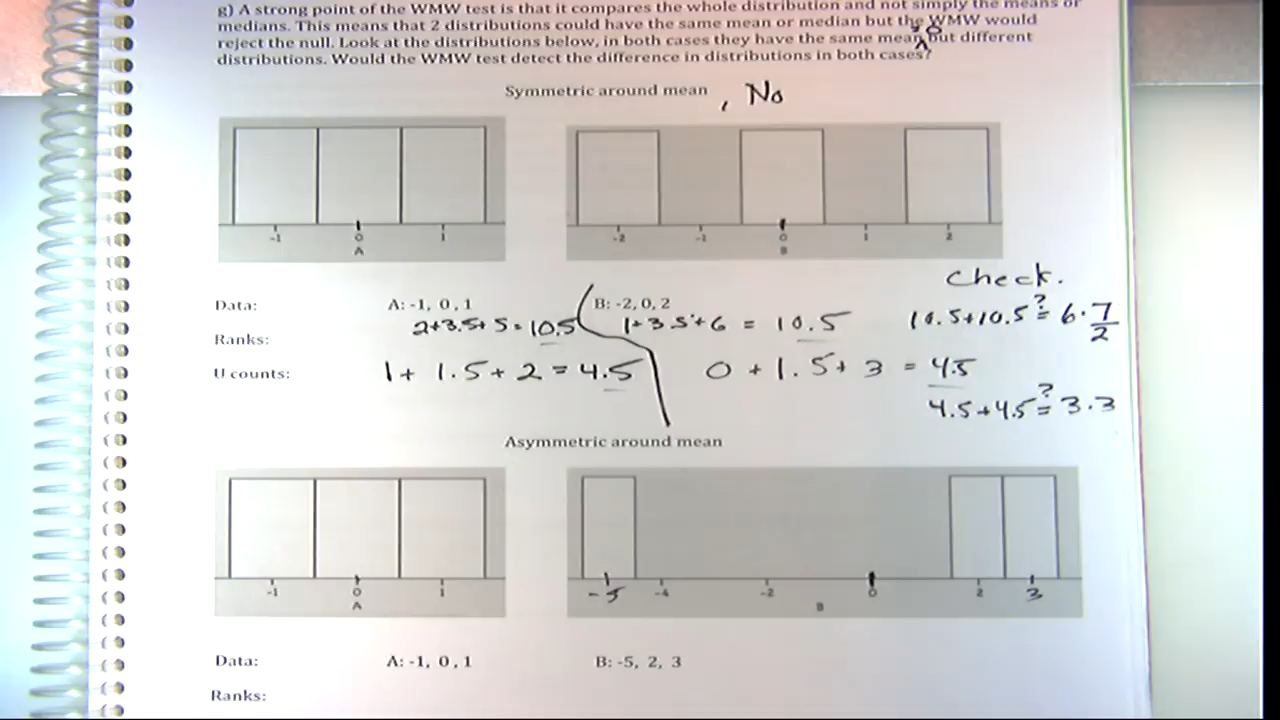 g) A strong point of the WMW test is that it compares the whole distribution and not simply the means or
medians. This means that 2 distributions could have the same mean or median but the WMW would
reject the null. Look at the distributions below, in both cases they have the same mean but different
distributions. Would the WMW test detect the difference in distributions in both cases?
Symmetric around mean , No
-1 0 1
A
-2 -1 0 1 2
B
Check.
Data: A: -1, 0, 1 B: -2, 0, 2
Ranks: 2+3.5+5=10.5 1+3.5+6 = 10.5 10.5+10.5 ?= 6·7/2
U counts: 1+ 1.5+2=4.5 0+1.5+3 = 4.5
4.5+4.5 ?= 3.3
Asymmetric around mean
-1 0 1
A
-5 -4 -2 0 2 3
B
Data: A: -1, 0, 1 B: -5, 2, 3
Ranks: